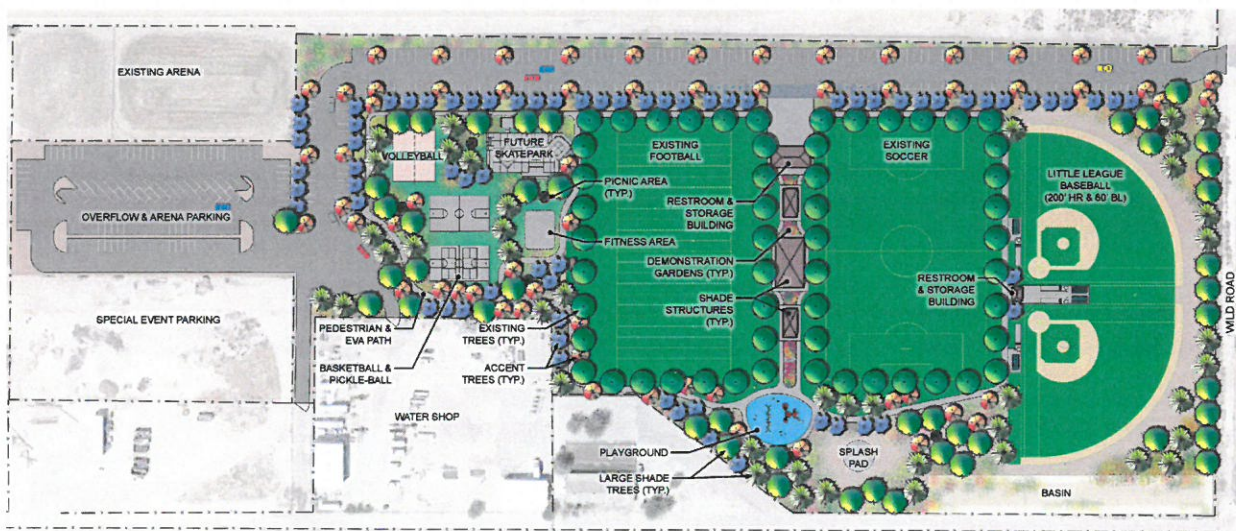 EXISTING ARENA
OVERFLOW & ARENA PARKING
SPECIAL EVENT PARKING
VOLLEYBALL
FUTURE
SKATEPARK
PICNIC AREA
(TYP.)
FITNESS AREA
PEDESTRIAN &
EVA PATH
BASKETBALL &
PICKLE-BALL
EXISTING
TREES (TYP.)
ACCENT
TREES (TYP.)
WATER SHOP
EXISTING
FOOTBALL
RESTROOM &
STORAGE
BUILDING
DEMONSTRATION
GARDENS (TYP.)
SHADE
STRUCTURES
(TYP.)
EXISTING
SOCCER
RESTROOM
& STORAGE
BUILDING
LITTLE LEAGUE
BASEBALL
(200' HR & 60' BL)
WILD ROAD
PLAYGROUND
LARGE SHADE
TREES (TYP.)
SPLASH
PAD
BASIN